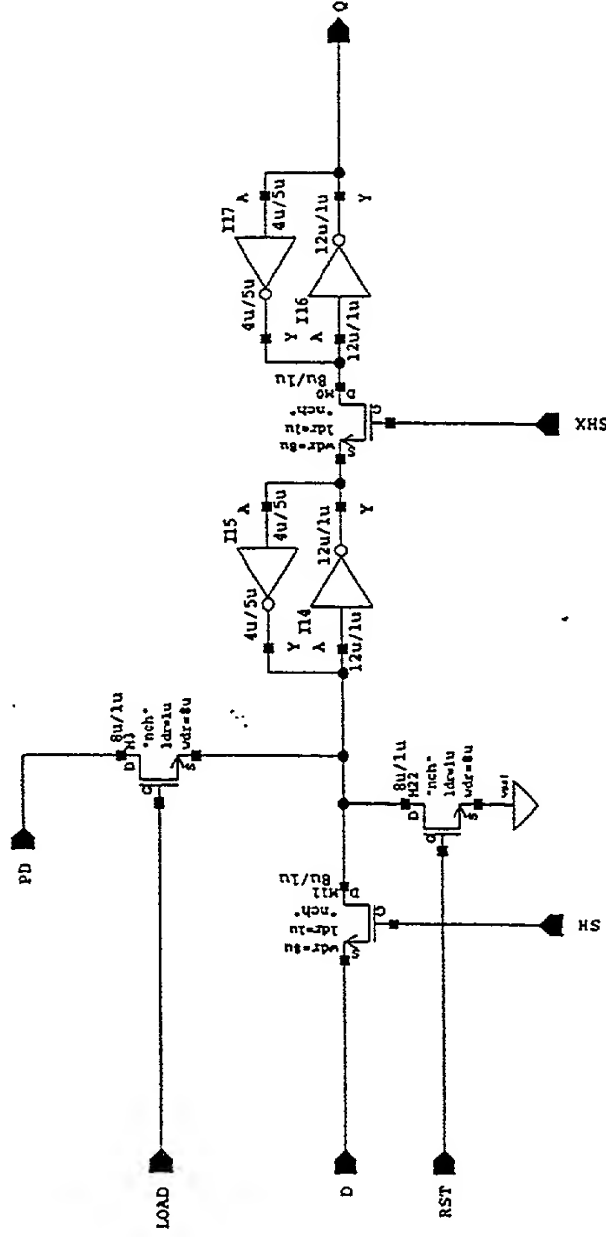 PD
LOAD
D
RST
HS
XHS
Q
8u/1u
D
"nch"
ldr=1u
wdr=8u
S
8u/1u
D
M11
"nch"
ldr=1u
wdr=8u
S
G
8u/1u
D
M22
"nch"
ldr=1u
wdr=8u
S
I15
A
4u/5u
4u/5u
Y
I14
A
12u/1u
12u/1u
Y
8u/1u
D
M0
"nch"
ldr=1u
wdr=8u
S
G
I17
A
4u/5u
4u/5u
Y
I16
A
12u/1u
12u/1u
Y